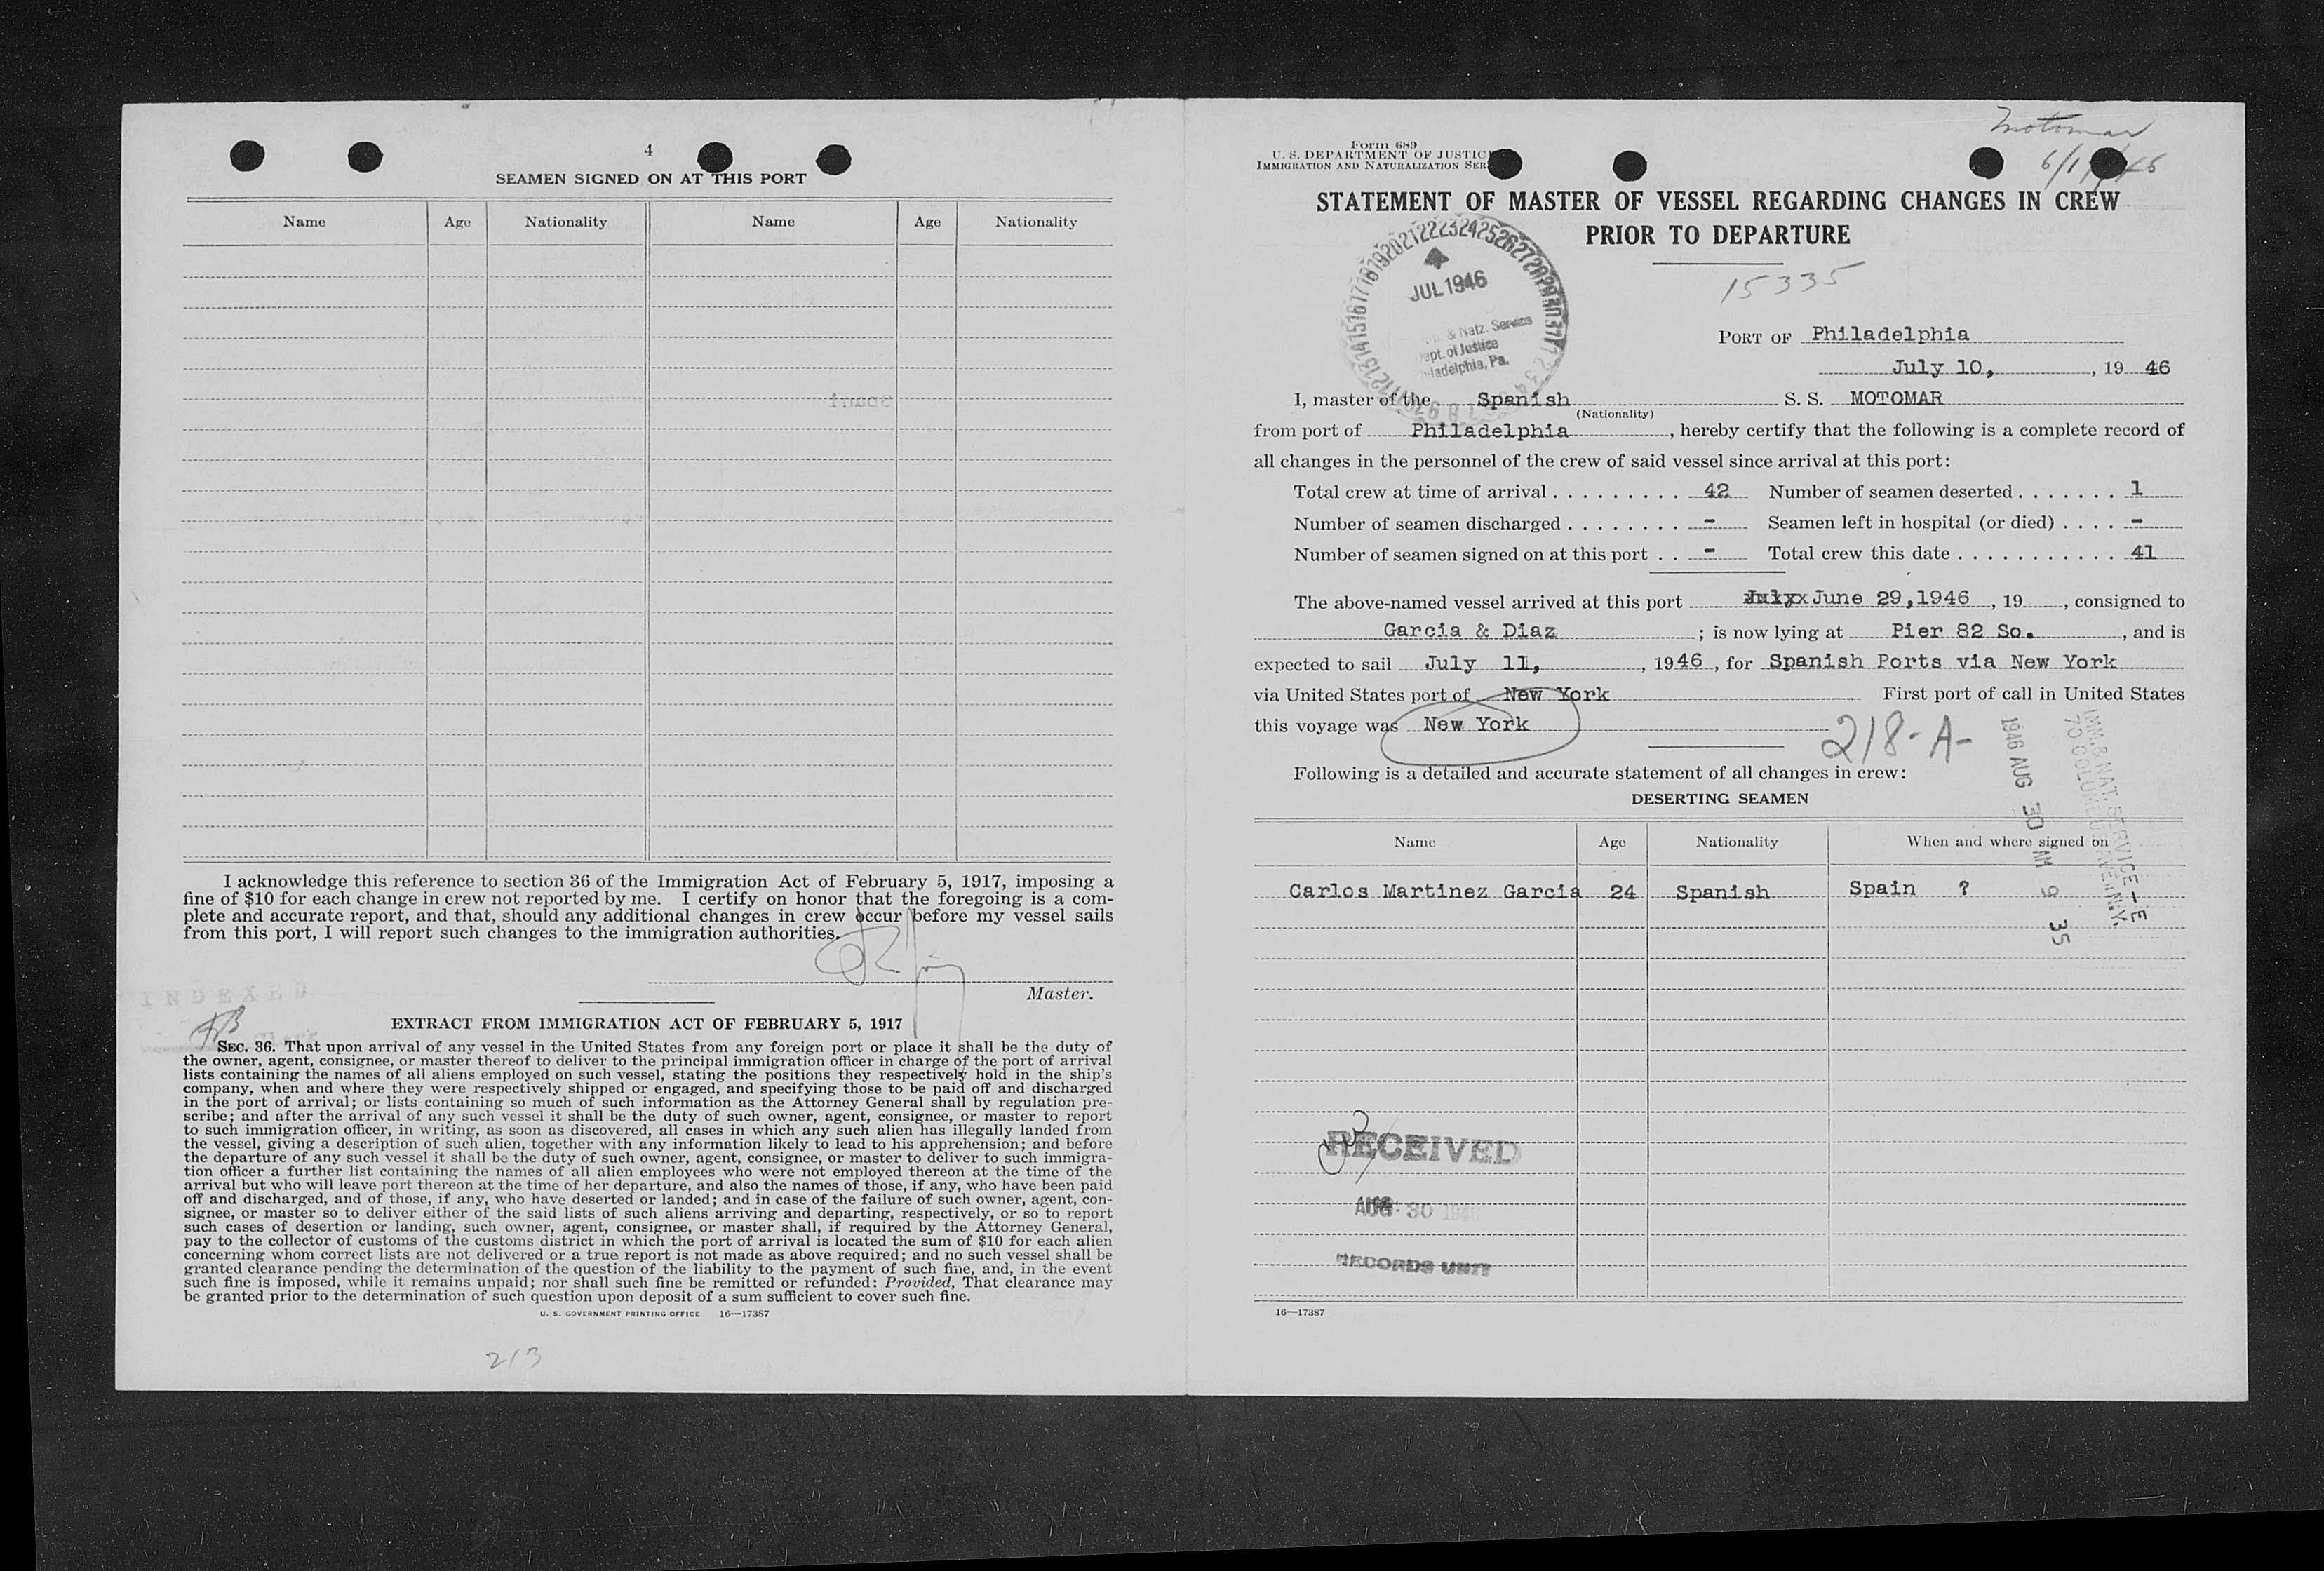 4
SEAMEN SIGNED ON AT THIS PORT
Name Age Nationality Name Age Nationality
I acknowledge this reference to section 36 of the Immigration Act of February 5, 1917, imposing a
fine of $10 for each change in crew not reported by me. I certify on honor that the foregoing is a com-
plete and accurate report, and that, should any additional changes in crew occur before my vessel sails
from this port, I will report such changes to the immigration authorities.
Master.
INDEXED
EXTRACT FROM IMMIGRATION ACT OF FEBRUARY 5, 1917
SEC. 36. That upon arrival of any vessel in the United States from any foreign port or place it shall be the duty of
the owner, agent, consignee, or master thereof to deliver to the principal immigration officer in charge of the port of arrival
lists containing the names of all aliens employed on such vessel, stating the positions they respectively hold in the ship's
company, when and where they were respectively shipped or engaged, and specifying those to be paid off and discharged
in the port of arrival; or lists containing so much of such information as the Attorney General shall by regulation pre-
scribe; and after the arrival of any such vessel it shall be the duty of such owner, agent, consignee, or master to report
to such immigration officer, in writing, as soon as discovered, all cases in which any such alien has illegally landed from
the vessel, giving a description of such alien, together with any information likely to lead to his apprehension; and before
the departure of any such vessel it shall be the duty of such owner, agent, consignee, or master to deliver to such immigra-
tion officer a further list containing the names of all alien employees who were not employed thereon at the time of the
arrival but who will leave port thereon at the time of her departure, and also the names of those, if any, who have been paid
off and discharged, and of those, if any, who have deserted or landed; and in case of the failure of such owner, agent, con-
signee, or master so to deliver either of the said lists of such aliens arriving and departing, respectively, or so to report
such cases of desertion or landing, such owner, agent, consignee, or master shall, if required by the Attorney General,
pay to the collector of customs of the customs district in which the port of arrival is located the sum of $10 for each alien
concerning whom correct lists are not delivered or a true report is not made as above required; and no such vessel shall be
granted clearance pending the determination of the question of the liability to the payment of such fine, and, in the event
such fine is imposed, while it remains unpaid; nor shall such fine be remitted or refunded: Provided, That clearance may
be granted prior to the determination of such question upon deposit of a sum sufficient to cover such fine.
U. S. GOVERNMENT PRINTING OFFICE 16—17387
213
Motomar
Form 689
U. S. DEPARTMENT OF JUSTIC
IMMIGRATION AND NATURALIZATION SER
STATEMENT OF MASTER OF VESSEL REGARDING CHANGES IN CREW
PRIOR TO DEPARTURE
15335
JUL 1946
& Natz. Service
ept. of Justice
iladelphia, Pa.
PORT OF Philadelphia
July 10, , 19 46
I, master of the Spanish S. S. MOTOMAR
(Nationality)
from port of Philadelphia, hereby certify that the following is a complete record of
all changes in the personnel of the crew of said vessel since arrival at this port:
Total crew at time of arrival . . . . . . . . . 42 Number of seamen deserted . . . . . . . 1
Number of seamen discharged . . . . . . . . - Seamen left in hospital (or died) . . . . -
Number of seamen signed on at this port . . - Total crew this date . . . . . . . . . . . 41
The above-named vessel arrived at this port June 29,1946 , 19 , consigned to
Garcia & Diaz ; is now lying at Pier 82 So. , and is
expected to sail July 11, , 1946 , for Spanish Ports via New York
via United States port of New York First port of call in United States
this voyage was New York
218-A-
Following is a detailed and accurate statement of all changes in crew:
DESERTING SEAMEN
Name Age Nationality When and where signed on
Carlos Martinez Garcia 24 Spanish Spain ?
1946 AUG 30 AM 9 35
IMM. & NAT. SERVICE - E
RECEIVED
AUG 30 1946
RECORDS UNIT
16—17387